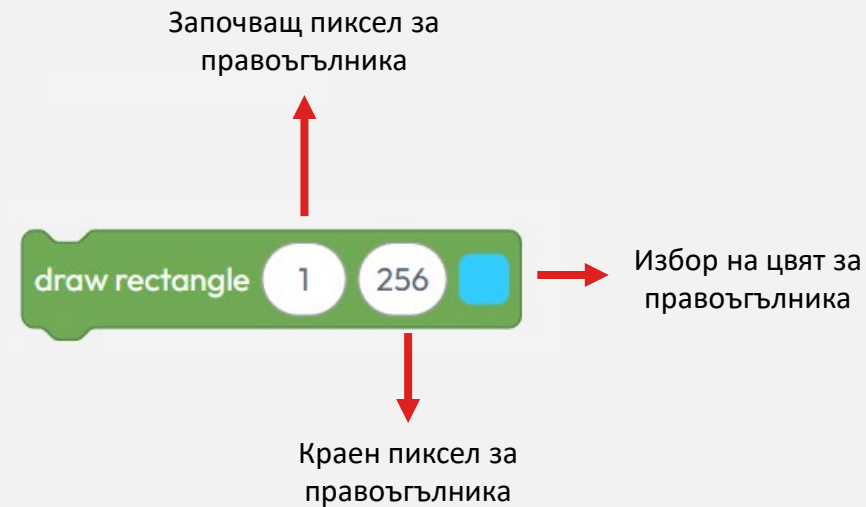 Започващ пиксел за
правоъгълника
draw rectangle 1 256
Избор на цвят за
правоъгълника
Краен пиксел за
правоъгълника